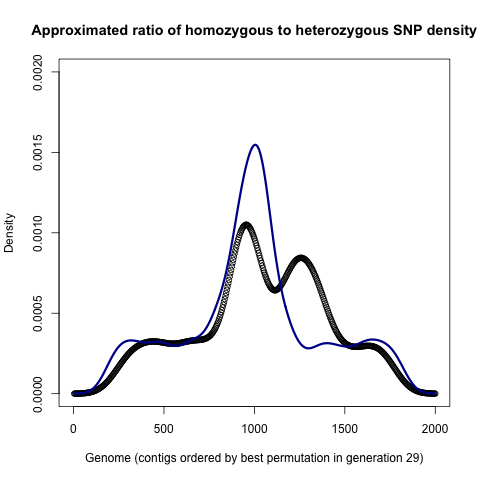 Approximated ratio of homozygous to heterozygous SNP density
0.0020
0.0015
0.0010
0.0005
0.0000
Density
0 500 1000 1500 2000
Genome (contigs ordered by best permutation in generation 29)